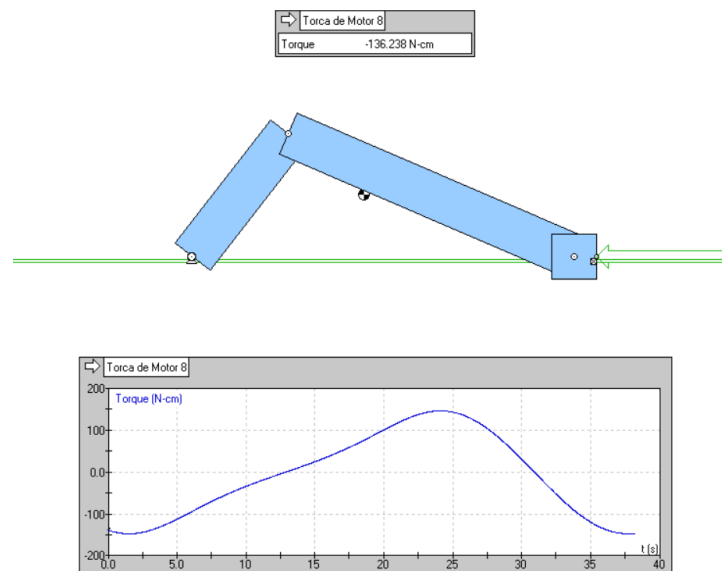 Torca de Motor 8
Torque -136.238 N-cm
Torca de Motor 8
Torque (N-cm)
200
100
0.0
-100
-200
t (s)
0.0 5.0 10 15 20 25 30 35 40